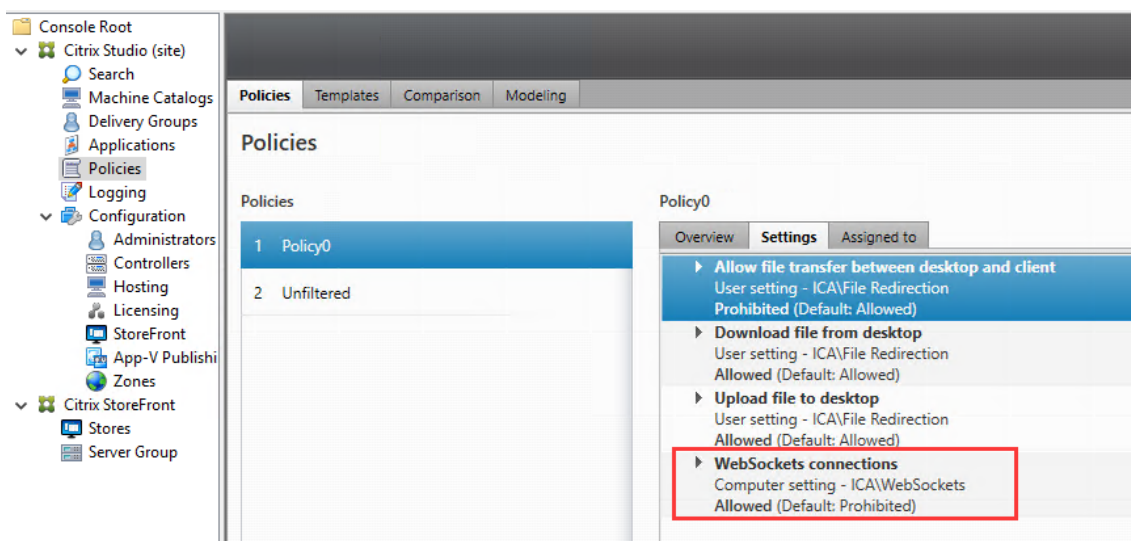 Console Root
Citrix Studio (site)
Search
Machine Catalogs
Delivery Groups
Applications
Policies
Logging
Configuration
Administrators
Controllers
Hosting
Licensing
StoreFront
App-V Publishi
Zones
Citrix StoreFront
Stores
Server Group
Policies Templates Comparison Modeling
Policies
Policies
1 Policy0
2 Unfiltered
Policy0
Overview Settings Assigned to
Allow file transfer between desktop and client
User setting - ICA\File Redirection
Prohibited (Default: Allowed)
Download file from desktop
User setting - ICA\File Redirection
Allowed (Default: Allowed)
Upload file to desktop
User setting - ICA\File Redirection
Allowed (Default: Allowed)
WebSockets connections
Computer setting - ICA\WebSockets
Allowed (Default: Prohibited)